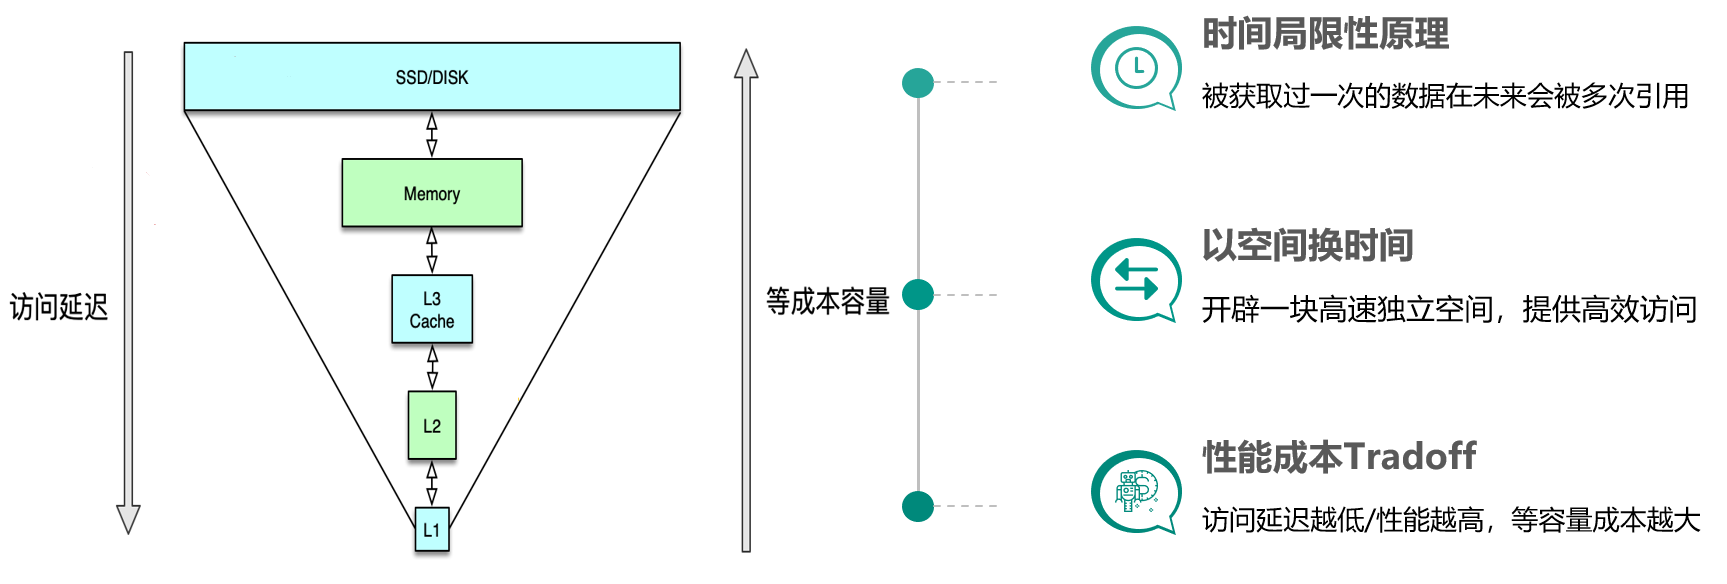 访问延迟
SSD/DISK
Memory
L3
Cache
L2
L1
等成本容量
时间局限性原理
被获取过一次的数据在未来会被多次引用
以空间换时间
开辟一块高速独立空间，提供高效访问
性能成本Tradoff
访问延迟越低/性能越高，等容量成本越大